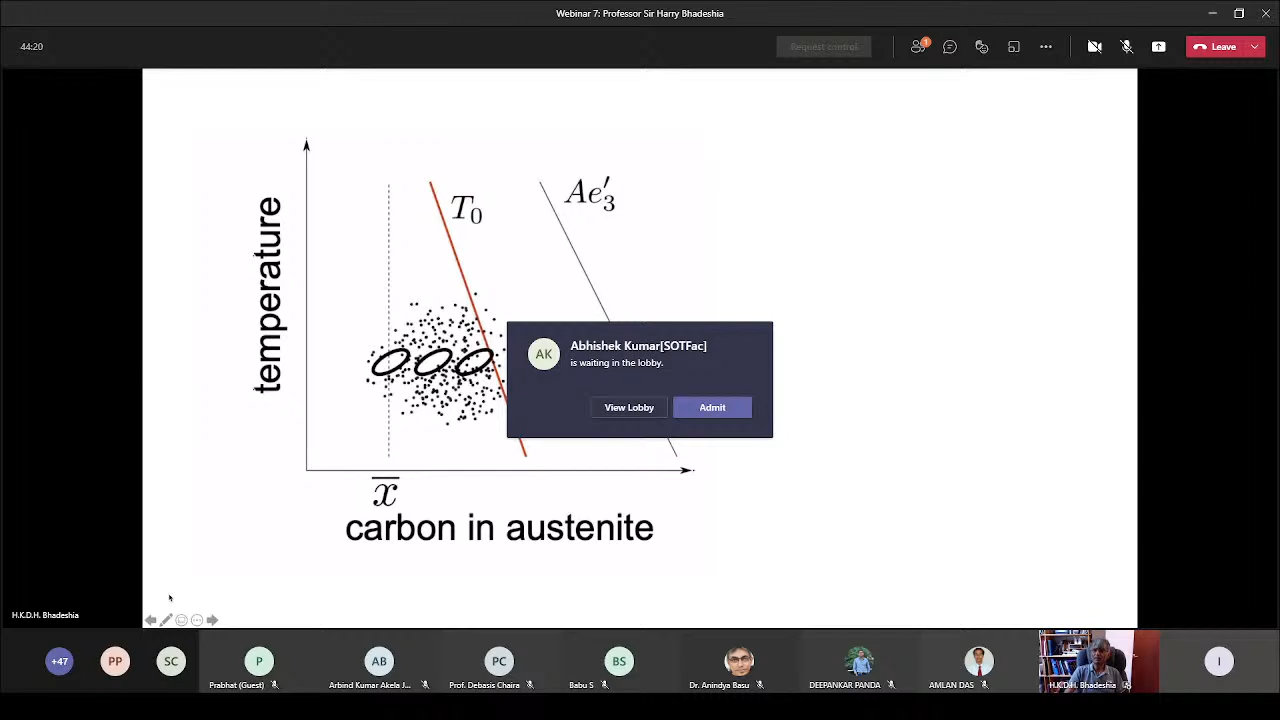 Webinar 7: Professor Sir Harry Bhadeshia
44:20
Request control
1
Leave
temperature
T0
Ae′3
AK
Abhishek Kumar[SOTFac]
is waiting in the lobby.
View Lobby
Admit
x̅
carbon in austenite
H.K.D.H. Bhadeshia
+47
PP
SC
P
Prabhat (Guest)
AB
Arbind Kumar Akela J...
PC
Prof. Debasis Chaira
BS
Babu S
Dr. Anindya Basu
DEEPANKAR PANDA
AMLAN DAS
H.K.D.H. Bhadeshia
I